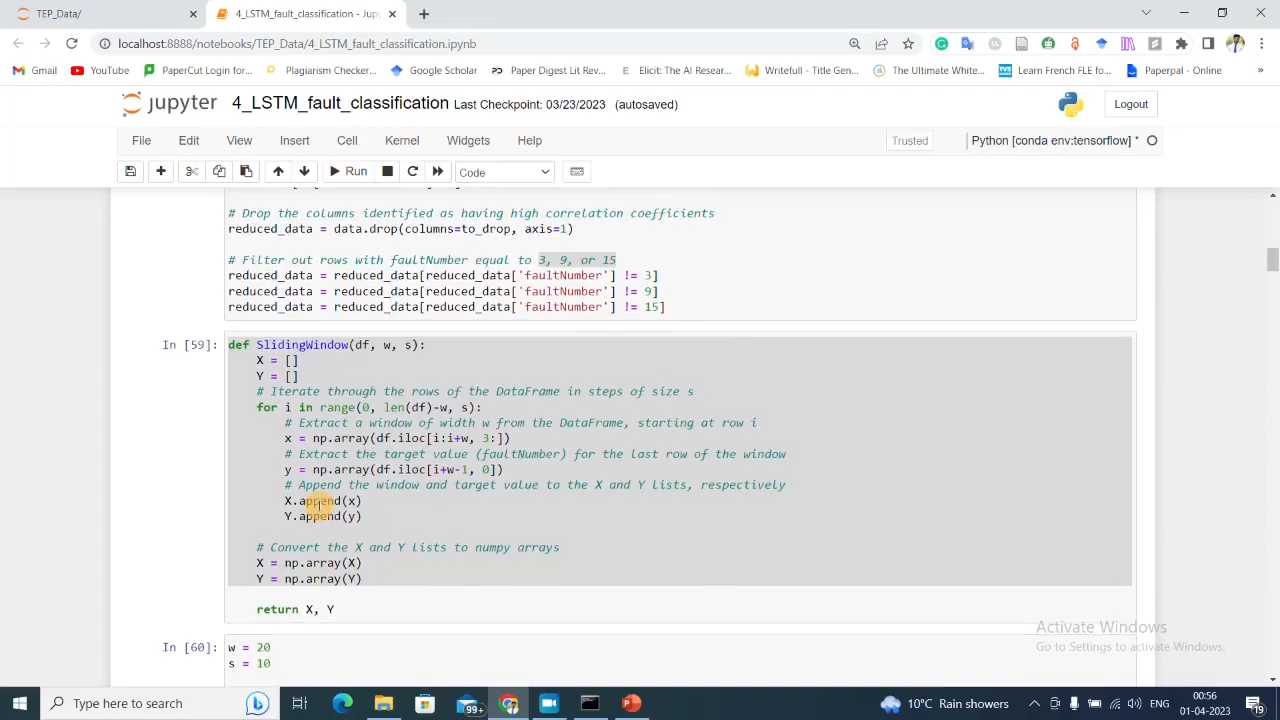 TEP_Data/
4_LSTM_fault_classification - Jup
localhost:8888/notebooks/TEP_Data/4_LSTM_fault_classification.ipynb
Gmail
YouTube
PaperCut Login for...
Plagiarism Checker...
Google Scholar
Paper Digest Lit Rev...
Elicit: The AI Resear...
Writefull - Title Gen...
The Ultimate White...
Learn French FLE fo...
Paperpal - Online
»
jupyter 4_LSTM_fault_classification Last Checkpoint: 03/23/2023 (autosaved)
Logout
File Edit View Insert Cell Kernel Widgets Help
Trusted
Python [conda env:tensorflow] *
Run
Code
# Drop the columns identified as having high correlation coefficients
reduced_data = data.drop(columns=to_drop, axis=1)
# Filter out rows with faultNumber equal to 3, 9, or 15
reduced_data = reduced_data[reduced_data['faultNumber'] != 3]
reduced_data = reduced_data[reduced_data['faultNumber'] != 9]
reduced_data = reduced_data[reduced_data['faultNumber'] != 15]
In [59]: def SlidingWindow(df, w, s):
X = []
Y = []
# Iterate through the rows of the DataFrame in steps of size s
for i in range(0, len(df)-w, s):
# Extract a window of width w from the DataFrame, starting at row i
x = np.array(df.iloc[i:i+w, 3:])
# Extract the target value (faultNumber) for the last row of the window
y = np.array(df.iloc[i+w-1, 0])
# Append the window and target value to the X and Y lists, respectively
X.append(x)
Y.append(y)
# Convert the X and Y lists to numpy arrays
X = np.array(X)
Y = np.array(Y)
return X, Y
In [60]: w = 20
s = 10
Activate Windows
Go to Settings to activate Windows.
Type here to search
99+
10°C Rain showers
ENG
00:56
01-04-2023
19